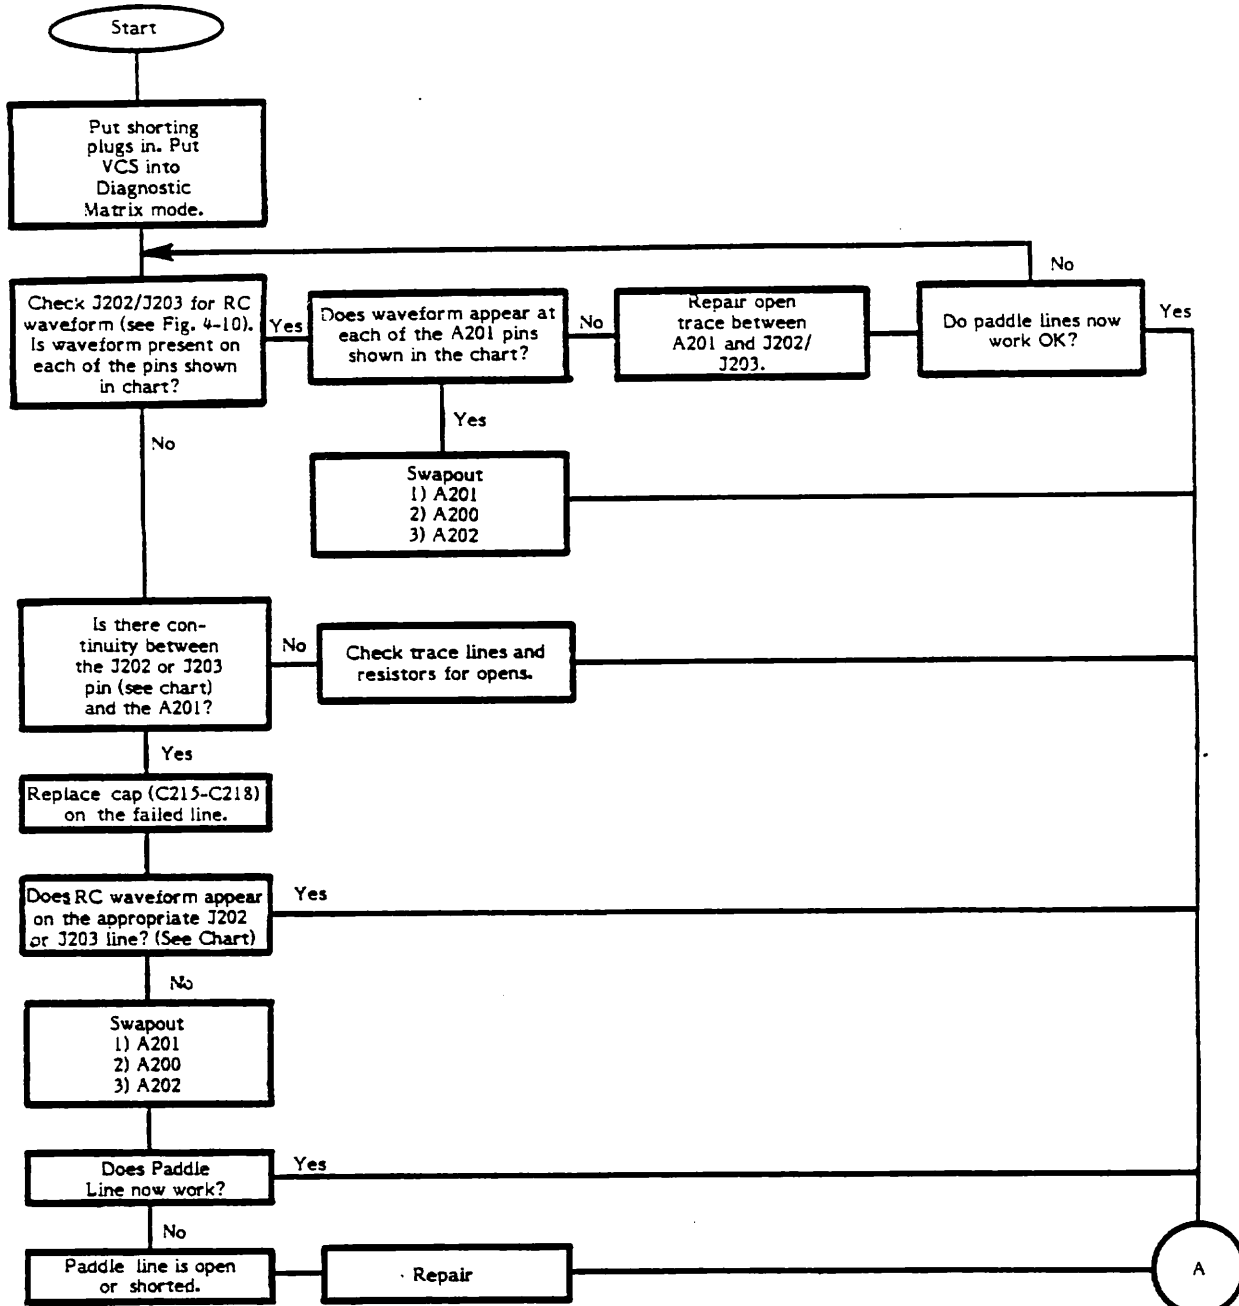 Start
Put shorting
plugs in. Put
VCS into
Diagnostic
Matrix mode.
Check J202/J203 for RC
waveform (see Fig. 4-10).
Is waveform present on
each of the pins shown
in chart?
Yes
Does waveform appear at
each of the A201 pins
shown in the chart?
No
Repair open
trace between
A201 and J202/
J203.
Do paddle lines now
work OK?
No
Yes
Yes
Swapout
1) A201
2) A200
3) A202
No
Is there con-
tinuity between
the J202 or J203
pin (see chart)
and the A201?
No
Check trace lines and
resistors for opens.
Yes
Replace cap (C215-C218)
on the failed line.
Does RC waveform appear
on the appropriate J202
or J203 line? (See Chart)
Yes
No
Swapout
1) A201
2) A200
3) A202
Does Paddle
Line now work?
Yes
No
Paddle line is open
or shorted.
Repair
A